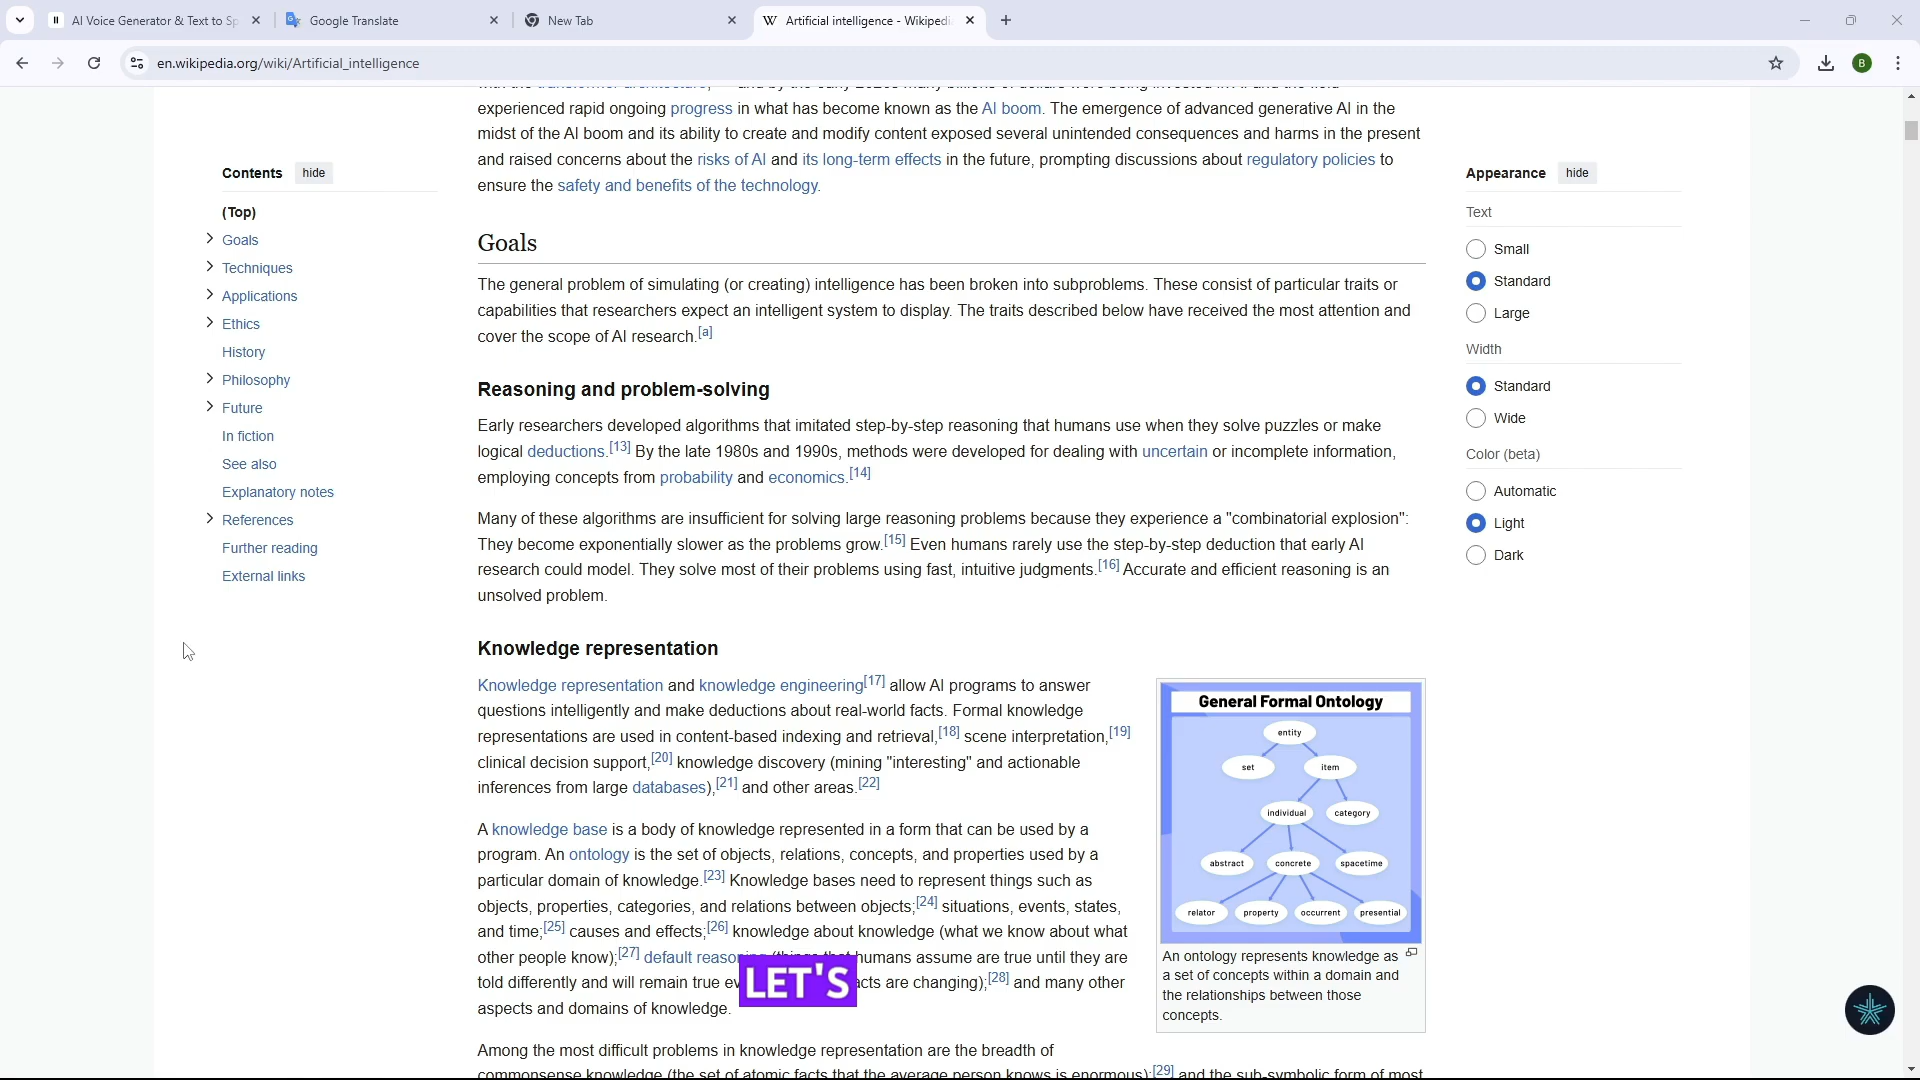 AI Voice Generator & Text to Sp
Google Translate
New Tab
Artificial intelligence - Wikipedi
en.wikipedia.org/wiki/Artificial_intelligence
B
experienced rapid ongoing progress in what has become known as the AI boom. The emergence of advanced generative AI in the
midst of the AI boom and its ability to create and modify content exposed several unintended consequences and harms in the present
and raised concerns about the risks of AI and its long-term effects in the future, prompting discussions about regulatory policies to
ensure the safety and benefits of the technology.
Contents hide
(Top)
Goals
Techniques
Applications
Ethics
History
Philosophy
Future
In fiction
See also
Explanatory notes
References
Further reading
External links
Goals
The general problem of simulating (or creating) intelligence has been broken into subproblems. These consist of particular traits or
capabilities that researchers expect an intelligent system to display. The traits described below have received the most attention and
cover the scope of AI research.[a]
Reasoning and problem-solving
Early researchers developed algorithms that imitated step-by-step reasoning that humans use when they solve puzzles or make
logical deductions.[13] By the late 1980s and 1990s, methods were developed for dealing with uncertain or incomplete information,
employing concepts from probability and economics.[14]
Many of these algorithms are insufficient for solving large reasoning problems because they experience a "combinatorial explosion":
They become exponentially slower as the problems grow.[15] Even humans rarely use the step-by-step deduction that early AI
research could model. They solve most of their problems using fast, intuitive judgments.[16] Accurate and efficient reasoning is an
unsolved problem.
Knowledge representation
Knowledge representation and knowledge engineering[17] allow AI programs to answer
questions intelligently and make deductions about real-world facts. Formal knowledge
representations are used in content-based indexing and retrieval,[18] scene interpretation,[19]
clinical decision support,[20] knowledge discovery (mining "interesting" and actionable
inferences from large databases),[21] and other areas.[22]
A knowledge base is a body of knowledge represented in a form that can be used by a
program. An ontology is the set of objects, relations, concepts, and properties used by a
particular domain of knowledge.[23] Knowledge bases need to represent things such as
objects, properties, categories, and relations between objects;[24] situations, events, states,
and time;[25] causes and effects;[26] knowledge about knowledge (what we know about what
other people know);[27] default humans assume are true until they are
told differently and will remain true are changing);[28] and many other
aspects and domains of knowledge.
LET'S
Among the most difficult problems in knowledge representation are the breadth of
commonsense knowledge (the set of atomic facts that the average person knows is enormous);[29] and the sub-symbolic form of most
General Formal Ontology
entity
set item
individual category
abstract concrete spacetime
relator property occurrent presential
An ontology represents knowledge as
a set of concepts within a domain and
the relationships between those
concepts.
Appearance hide
Text
Small
Standard
Large
Width
Standard
Wide
Color (beta)
Automatic
Light
Dark